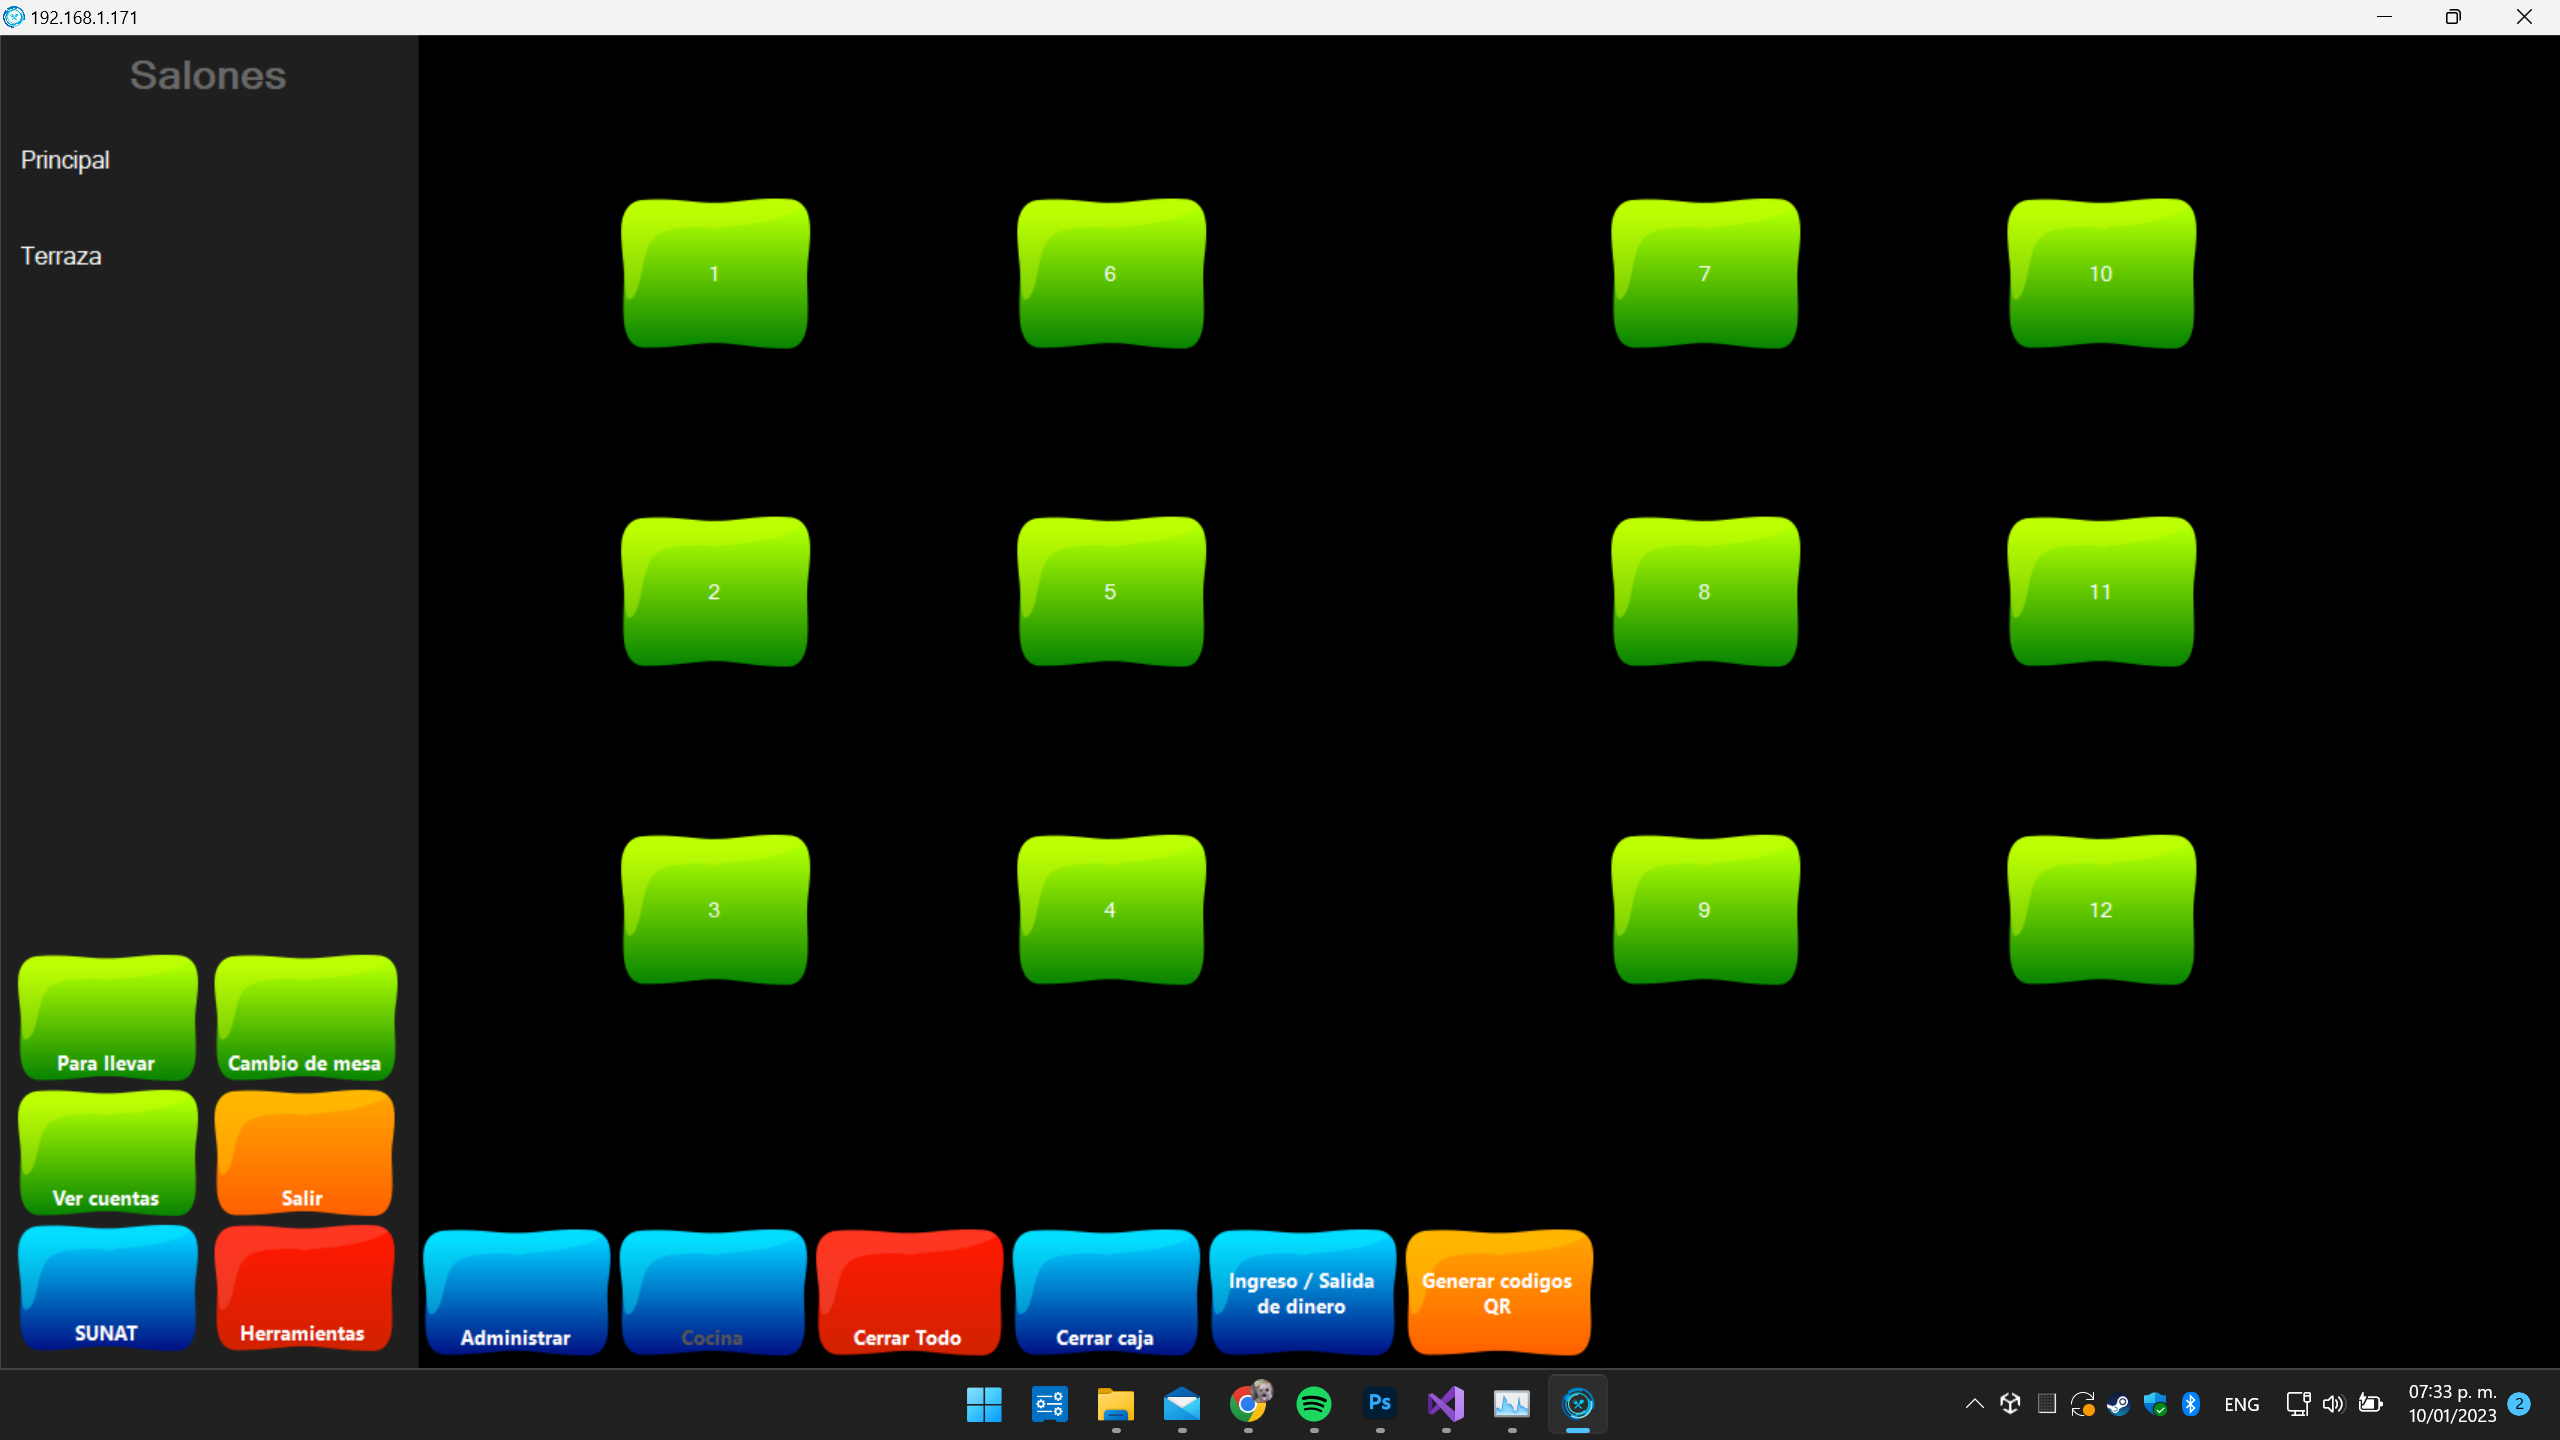 192.168.1.171
Salones
Principal
Terraza
1
6
7
10
2
5
8
11
3
4
9
12
Para llevar
Cambio de mesa
Ver cuentas
Salir
SUNAT
Herramientas
Administrar
Cocina
Cerrar Todo
Cerrar caja
Ingreso / Salida
de dinero
Generar codigos
QR
Ps
ENG
07:33 p. m.
10/01/2023
2